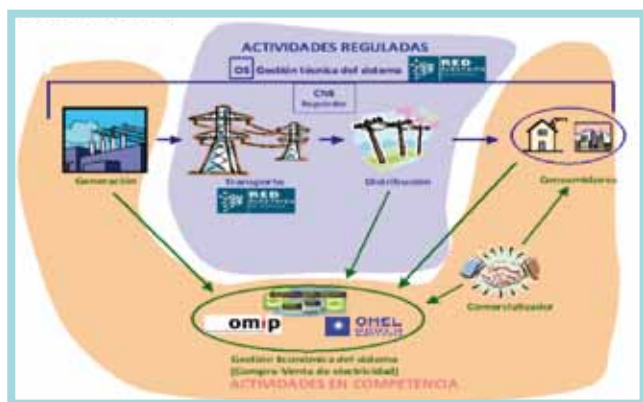 ACTIVIDADES REGULADAS
OS Gestión técnica del sistema RED ELÉCTRICA
CNE
Regulador
Generación
Transporte
Distribución
Consumidores
RED ELÉCTRICA
Comercializador
omip
OMEL
Gestión Económica del sistema
(Compra-Venta de electricidad)
ACTIVIDADES EN COMPETENCIA